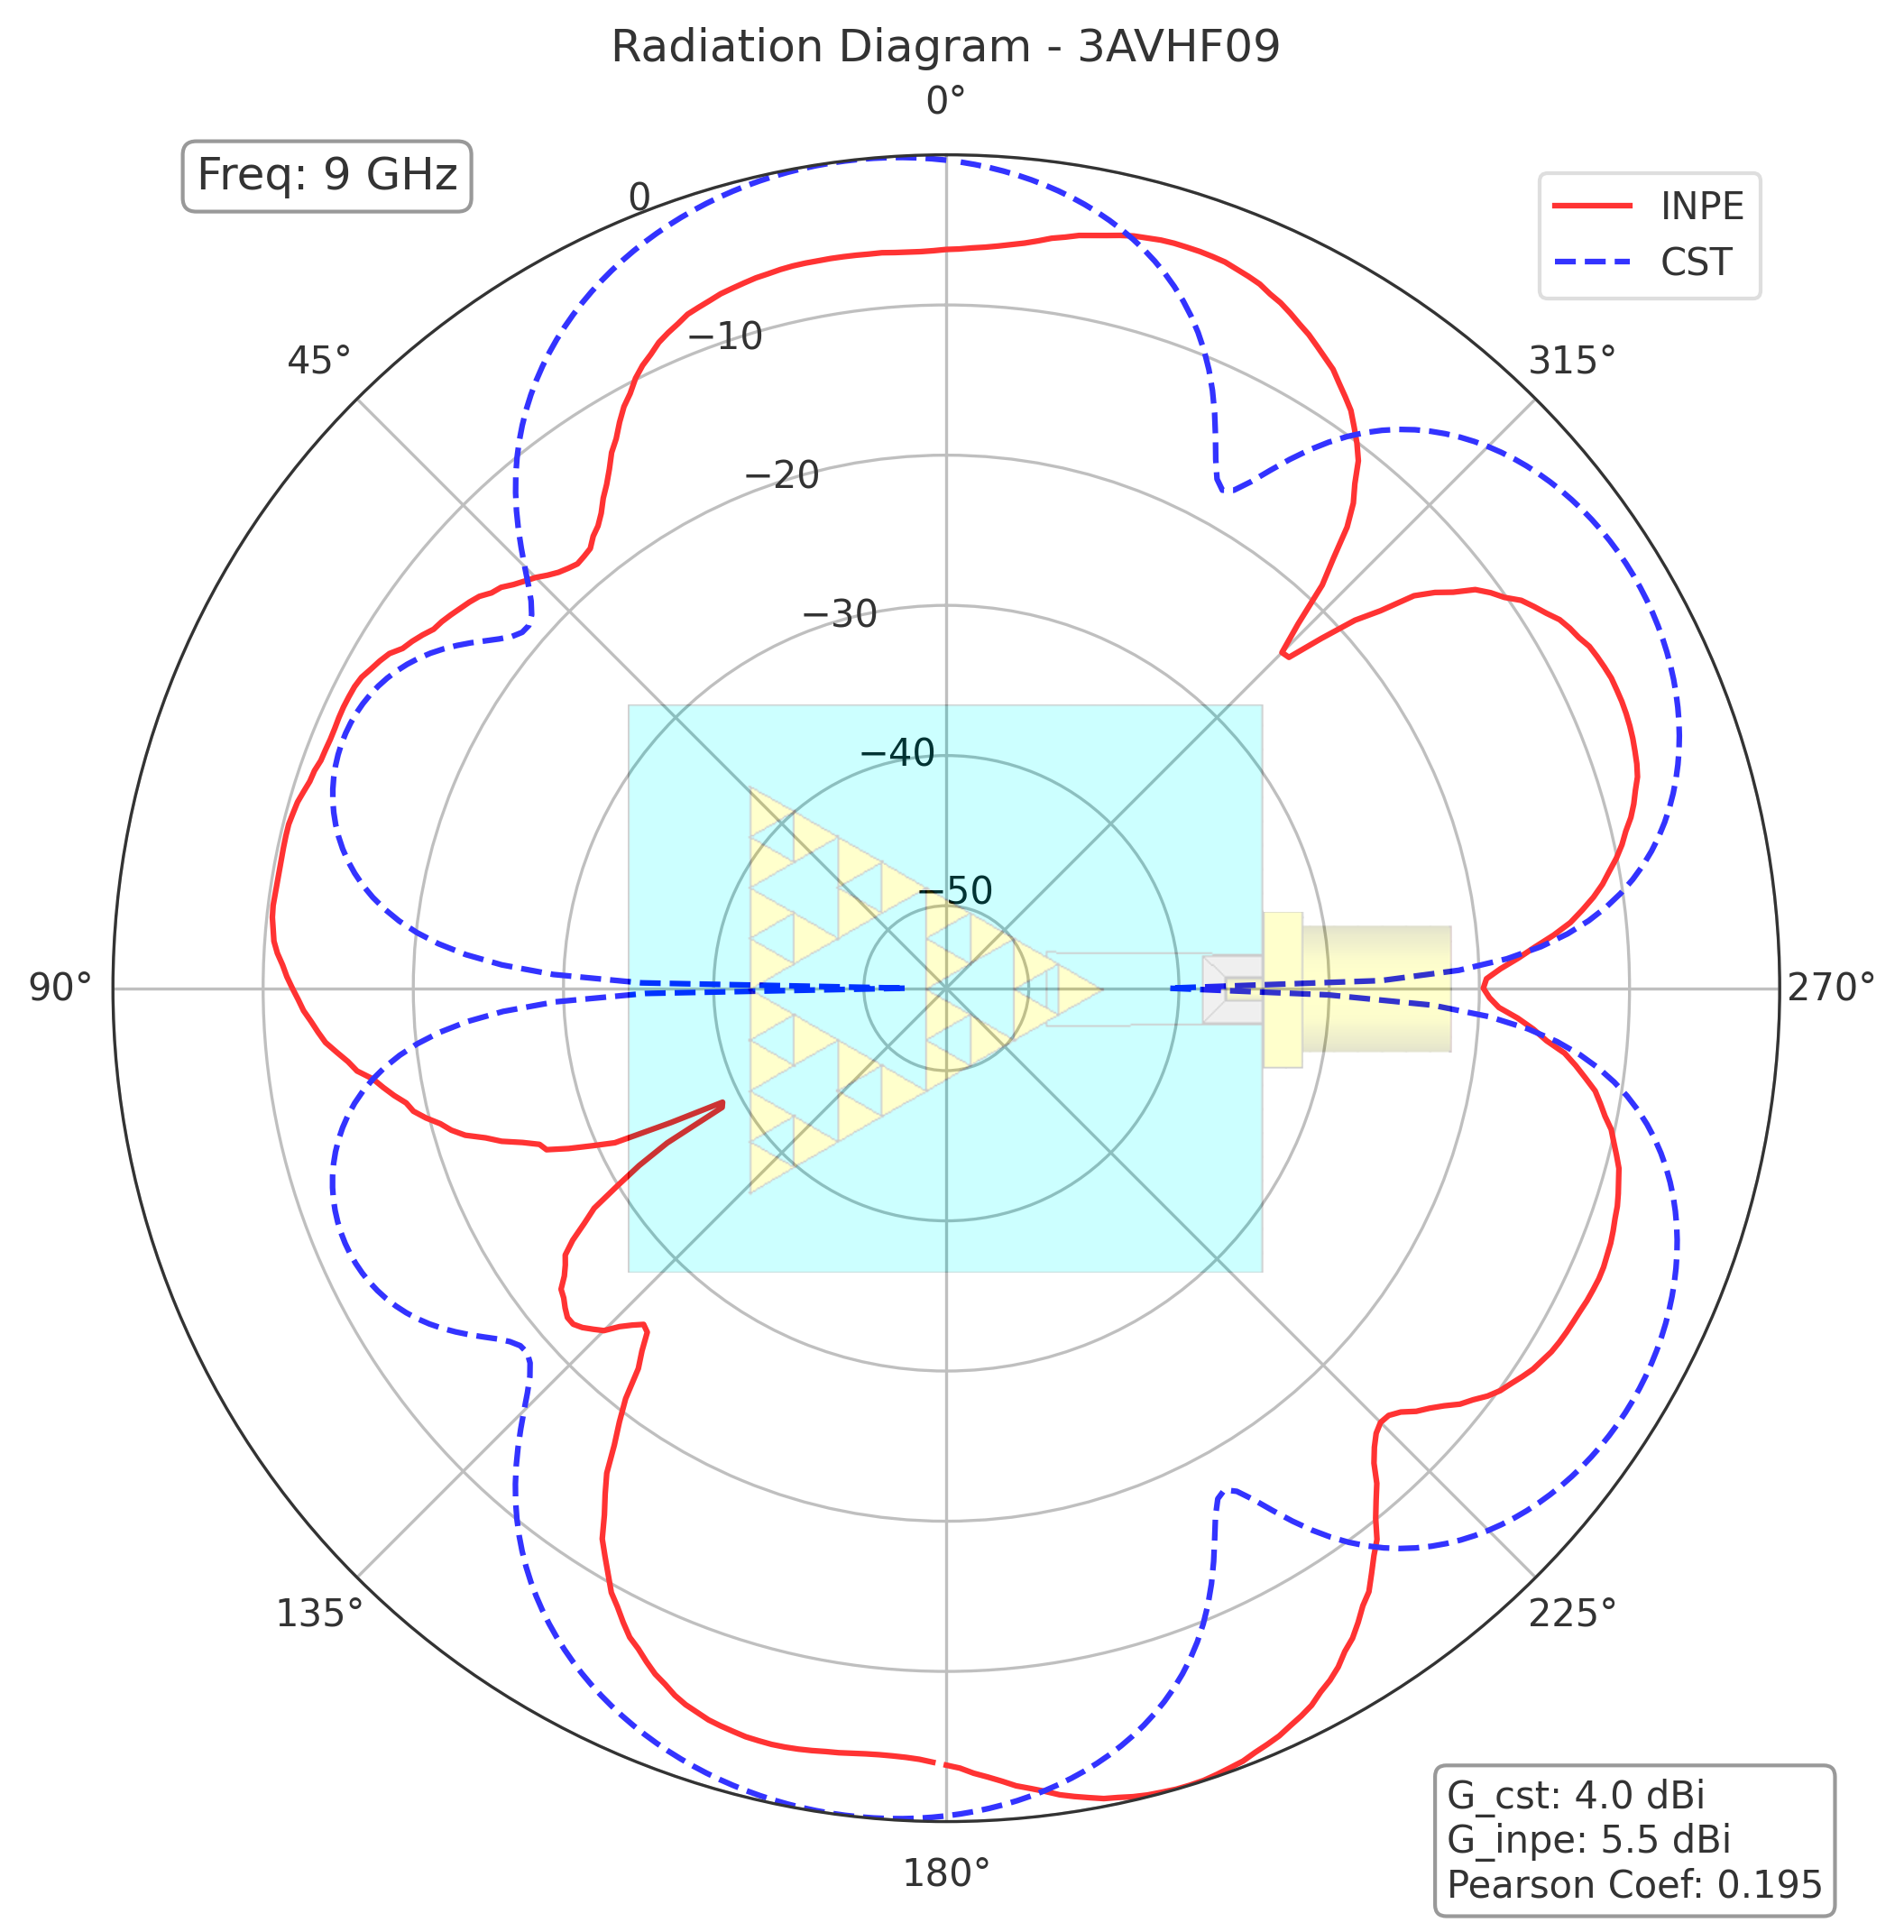 Radiation Diagram - 3AVHF09
0°
Freq: 9 GHz
0
INPE
CST
45°
−10
315°
−20
−30
−40
−50
90°
270°
135°
225°
180°
G_cst: 4.0 dBi
G_inpe: 5.5 dBi
Pearson Coef: 0.195